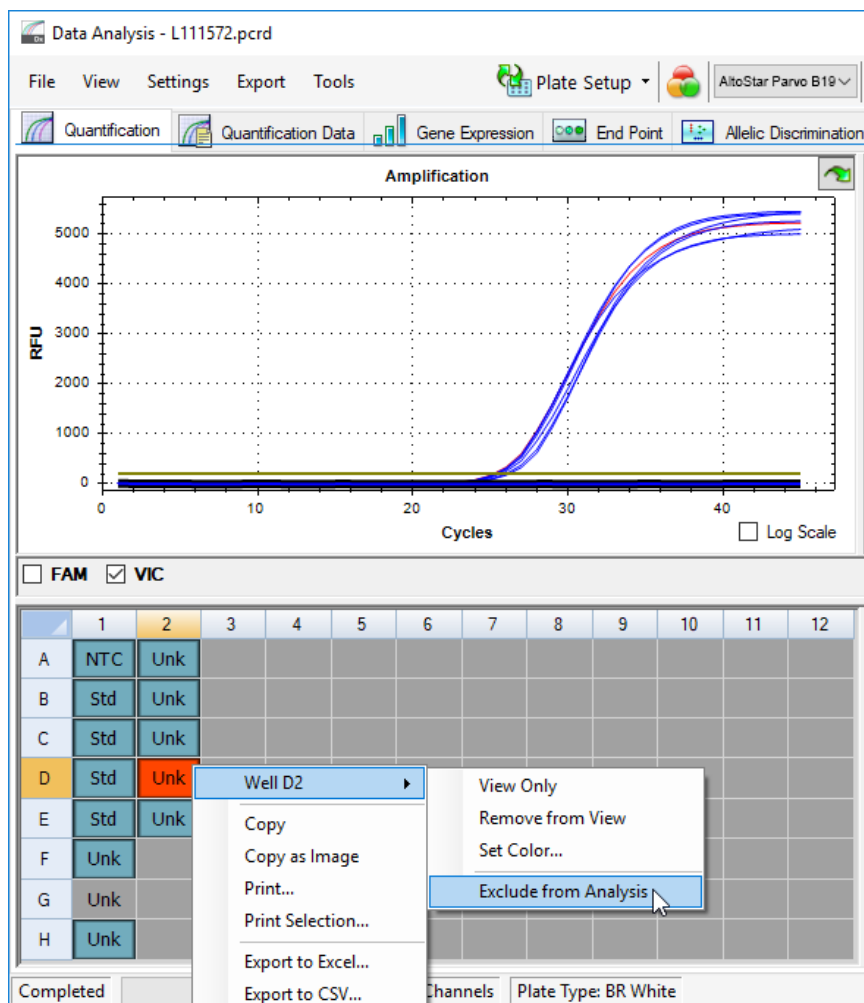 Data Analysis - L111572.pcrd
File View Settings Export Tools Plate Setup AltoStar Parvo B19
Quantification Quantification Data Gene Expression End Point Allelic Discrimination
Amplification
5000
4000
3000
2000
1000
0
RFU
0 10 20 30 40
Cycles
Log Scale
FAM VIC
1 2 3 4 5 6 7 8 9 10 11 12
A NTC Unk
B Std Unk
C Std Unk
D Std Unk
E Std Unk
F Unk
G Unk
H Unk
Well D2
Copy
Copy as Image
Print...
Print Selection...
Export to Excel...
Export to CSV...
View Only
Remove from View
Set Color...
Exclude from Analysis
Completed Channels Plate Type: BR White